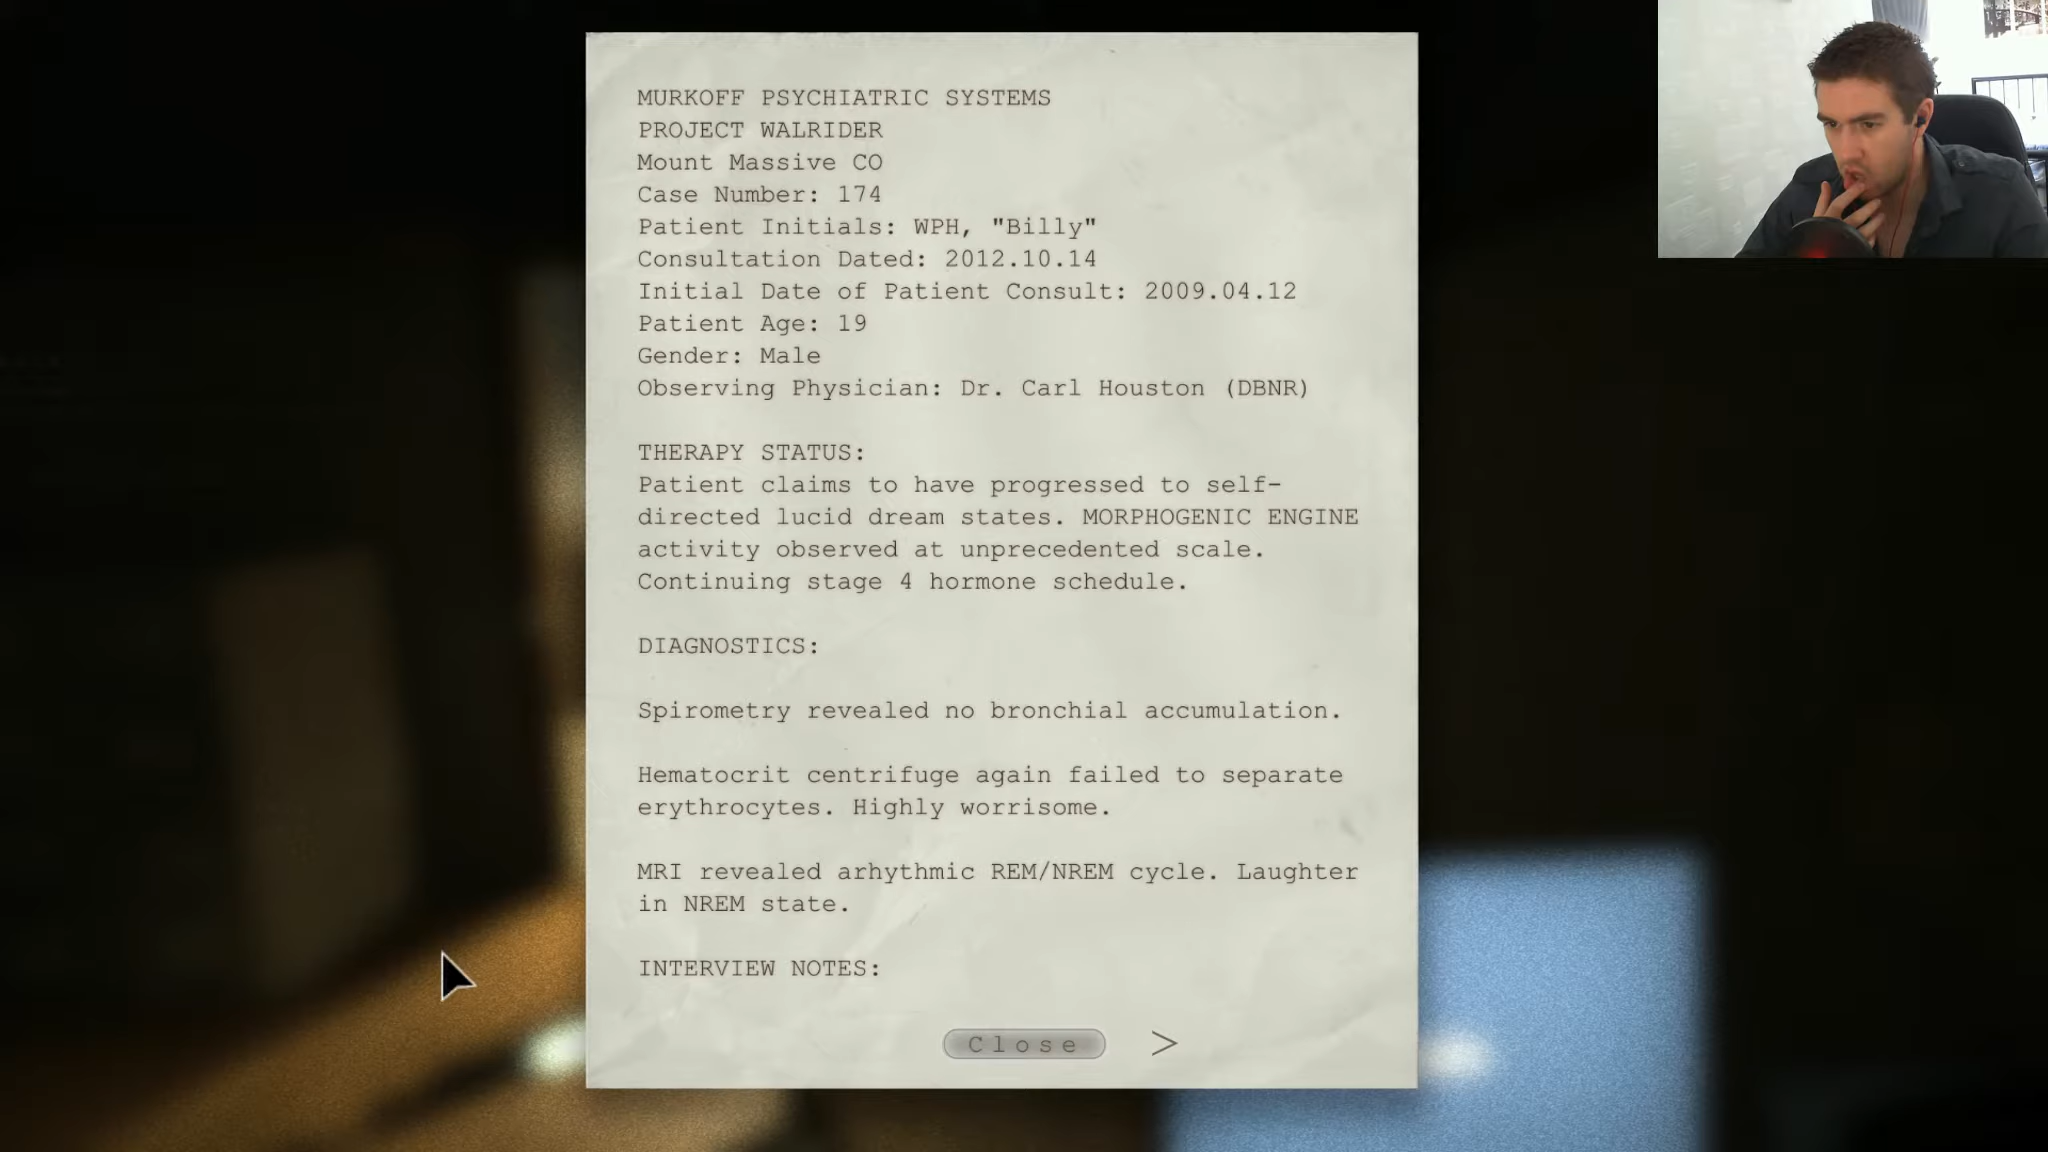 MURKOFF PSYCHIATRIC SYSTEMS
PROJECT WALRIDER
Mount Massive CO
Case Number: 174
Patient Initials: WPH, "Billy"
Consultation Dated: 2012.10.14
Initial Date of Patient Consult: 2009.04.12
Patient Age: 19
Gender: Male
Observing Physician: Dr. Carl Houston (DBNR)
THERAPY STATUS:
Patient claims to have progressed to self-
directed lucid dream states. MORPHOGENIC ENGINE
activity observed at unprecedented scale.
Continuing stage 4 hormone schedule.
DIAGNOSTICS:
Spirometry revealed no bronchial accumulation.
Hematocrit centrifuge again failed to separate
erythrocytes. Highly worrisome.
MRI revealed arhythmic REM/NREM cycle. Laughter
in NREM state.
INTERVIEW NOTES:
Close >